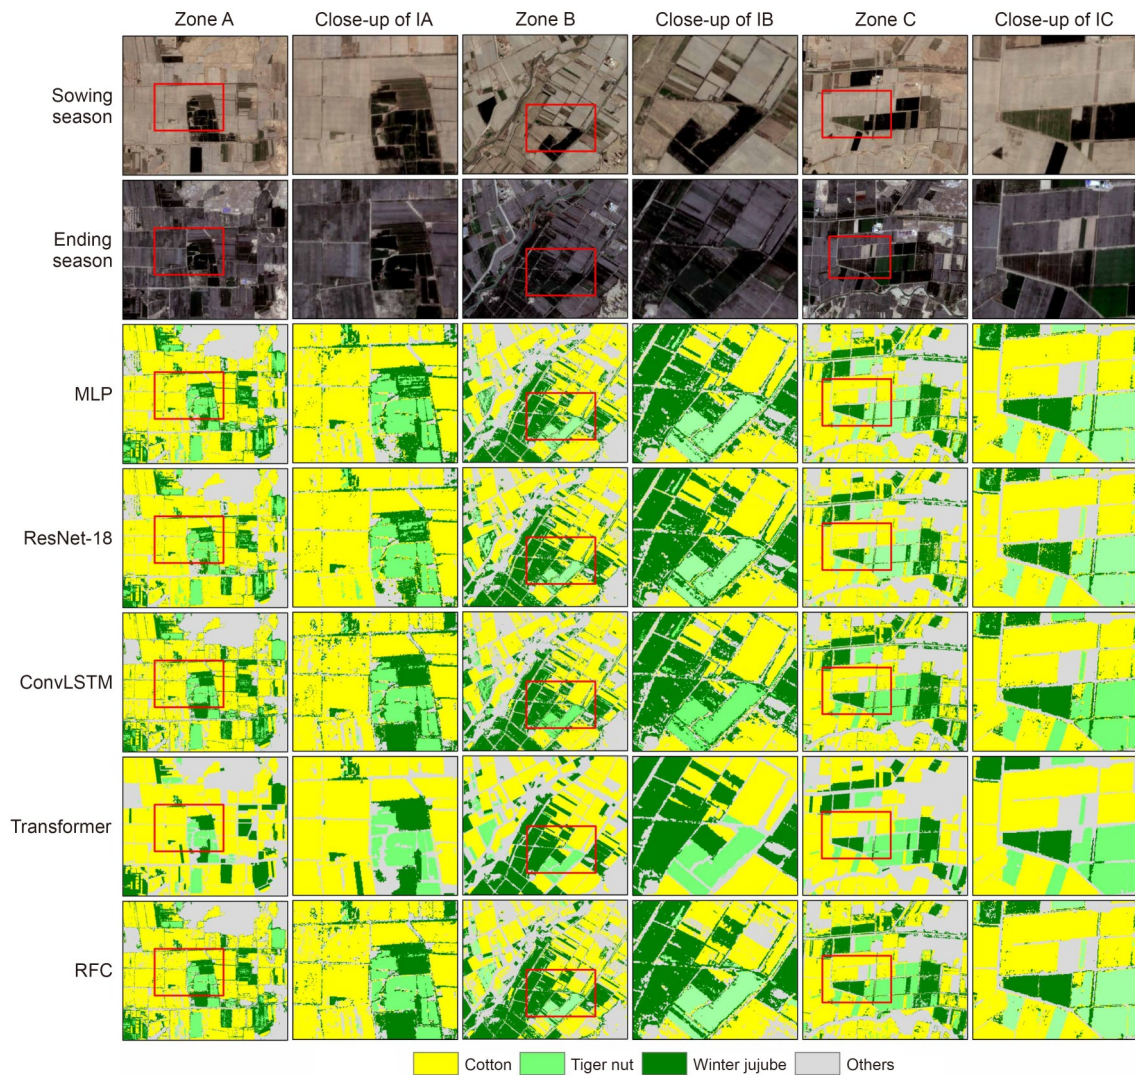 Zone A Close-up of IA Zone B Close-up of IB Zone C Close-up of IC
Sowing
season
Ending
season
MLP
ResNet-18
ConvLSTM
Transformer
RFC
Cotton Tiger nut Winter jujube Others